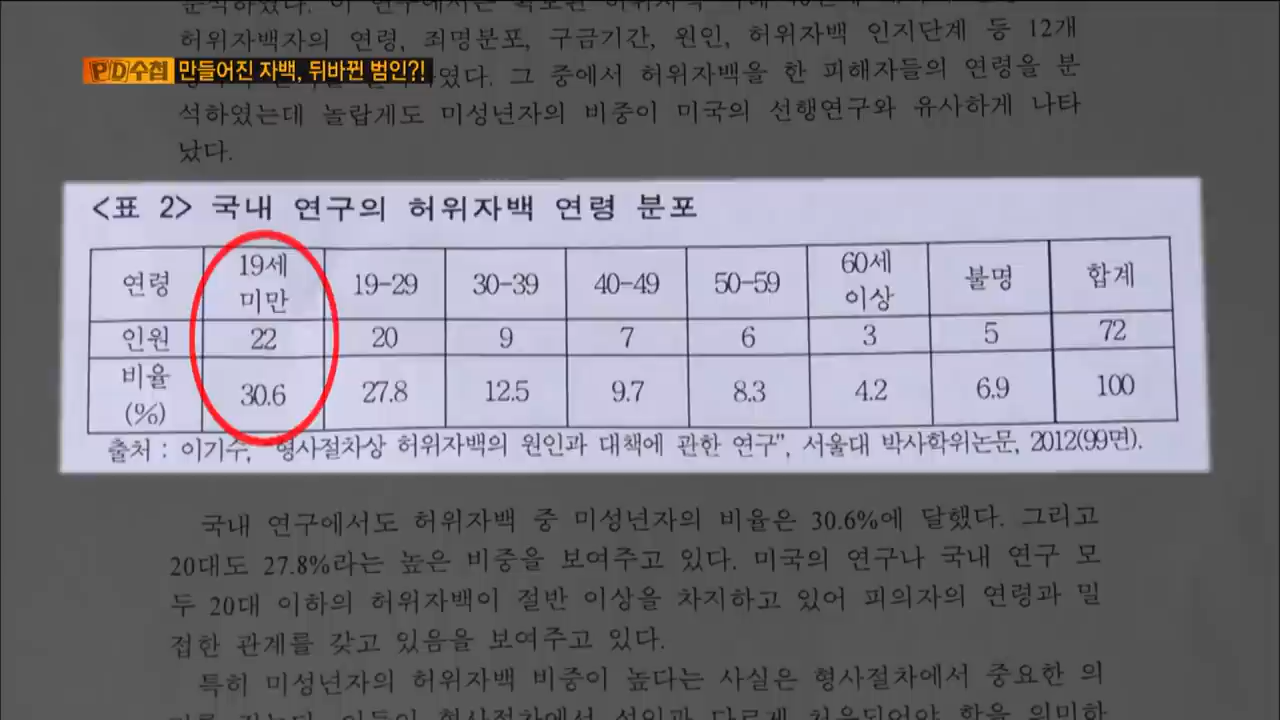 허위자백자의 연령, 죄명분포, 구금기간, 원인, 허위자백 인지단계 등 12개
PD수첩 만들어진 자백, 뒤바뀐 범인?!
였다. 그 중에서 허위자백을 한 피해자들의 연령을 분
석하였는데 놀랍게도 미성년자의 비중이 미국의 선행연구와 유사하게 나타
났다.
<표 2> 국내 연구의 허위자백 연령 분포
연령 19세 미만 19-29 30-39 40-49 50-59 60세 이상 불명 합계
인원 22 20 9 7 6 3 5 72
비율 (%) 30.6 27.8 12.5 9.7 8.3 4.2 6.9 100
출처 : 이기수, "형사절차상 허위자백의 원인과 대책에 관한 연구", 서울대 박사학위논문, 2012(99면).
국내 연구에서도 허위자백 중 미성년자의 비율은 30.6%에 달했다. 그리고
20대도 27.8%라는 높은 비중을 보여주고 있다. 미국의 연구나 국내 연구 모
두 20대 이하의 허위자백이 절반 이상을 차지하고 있어 피의자의 연령과 밀
접한 관계를 갖고 있음을 보여주고 있다.
특히 미성년자의 허위자백 비중이 높다는 사실은 형사절차에서 중요한 의